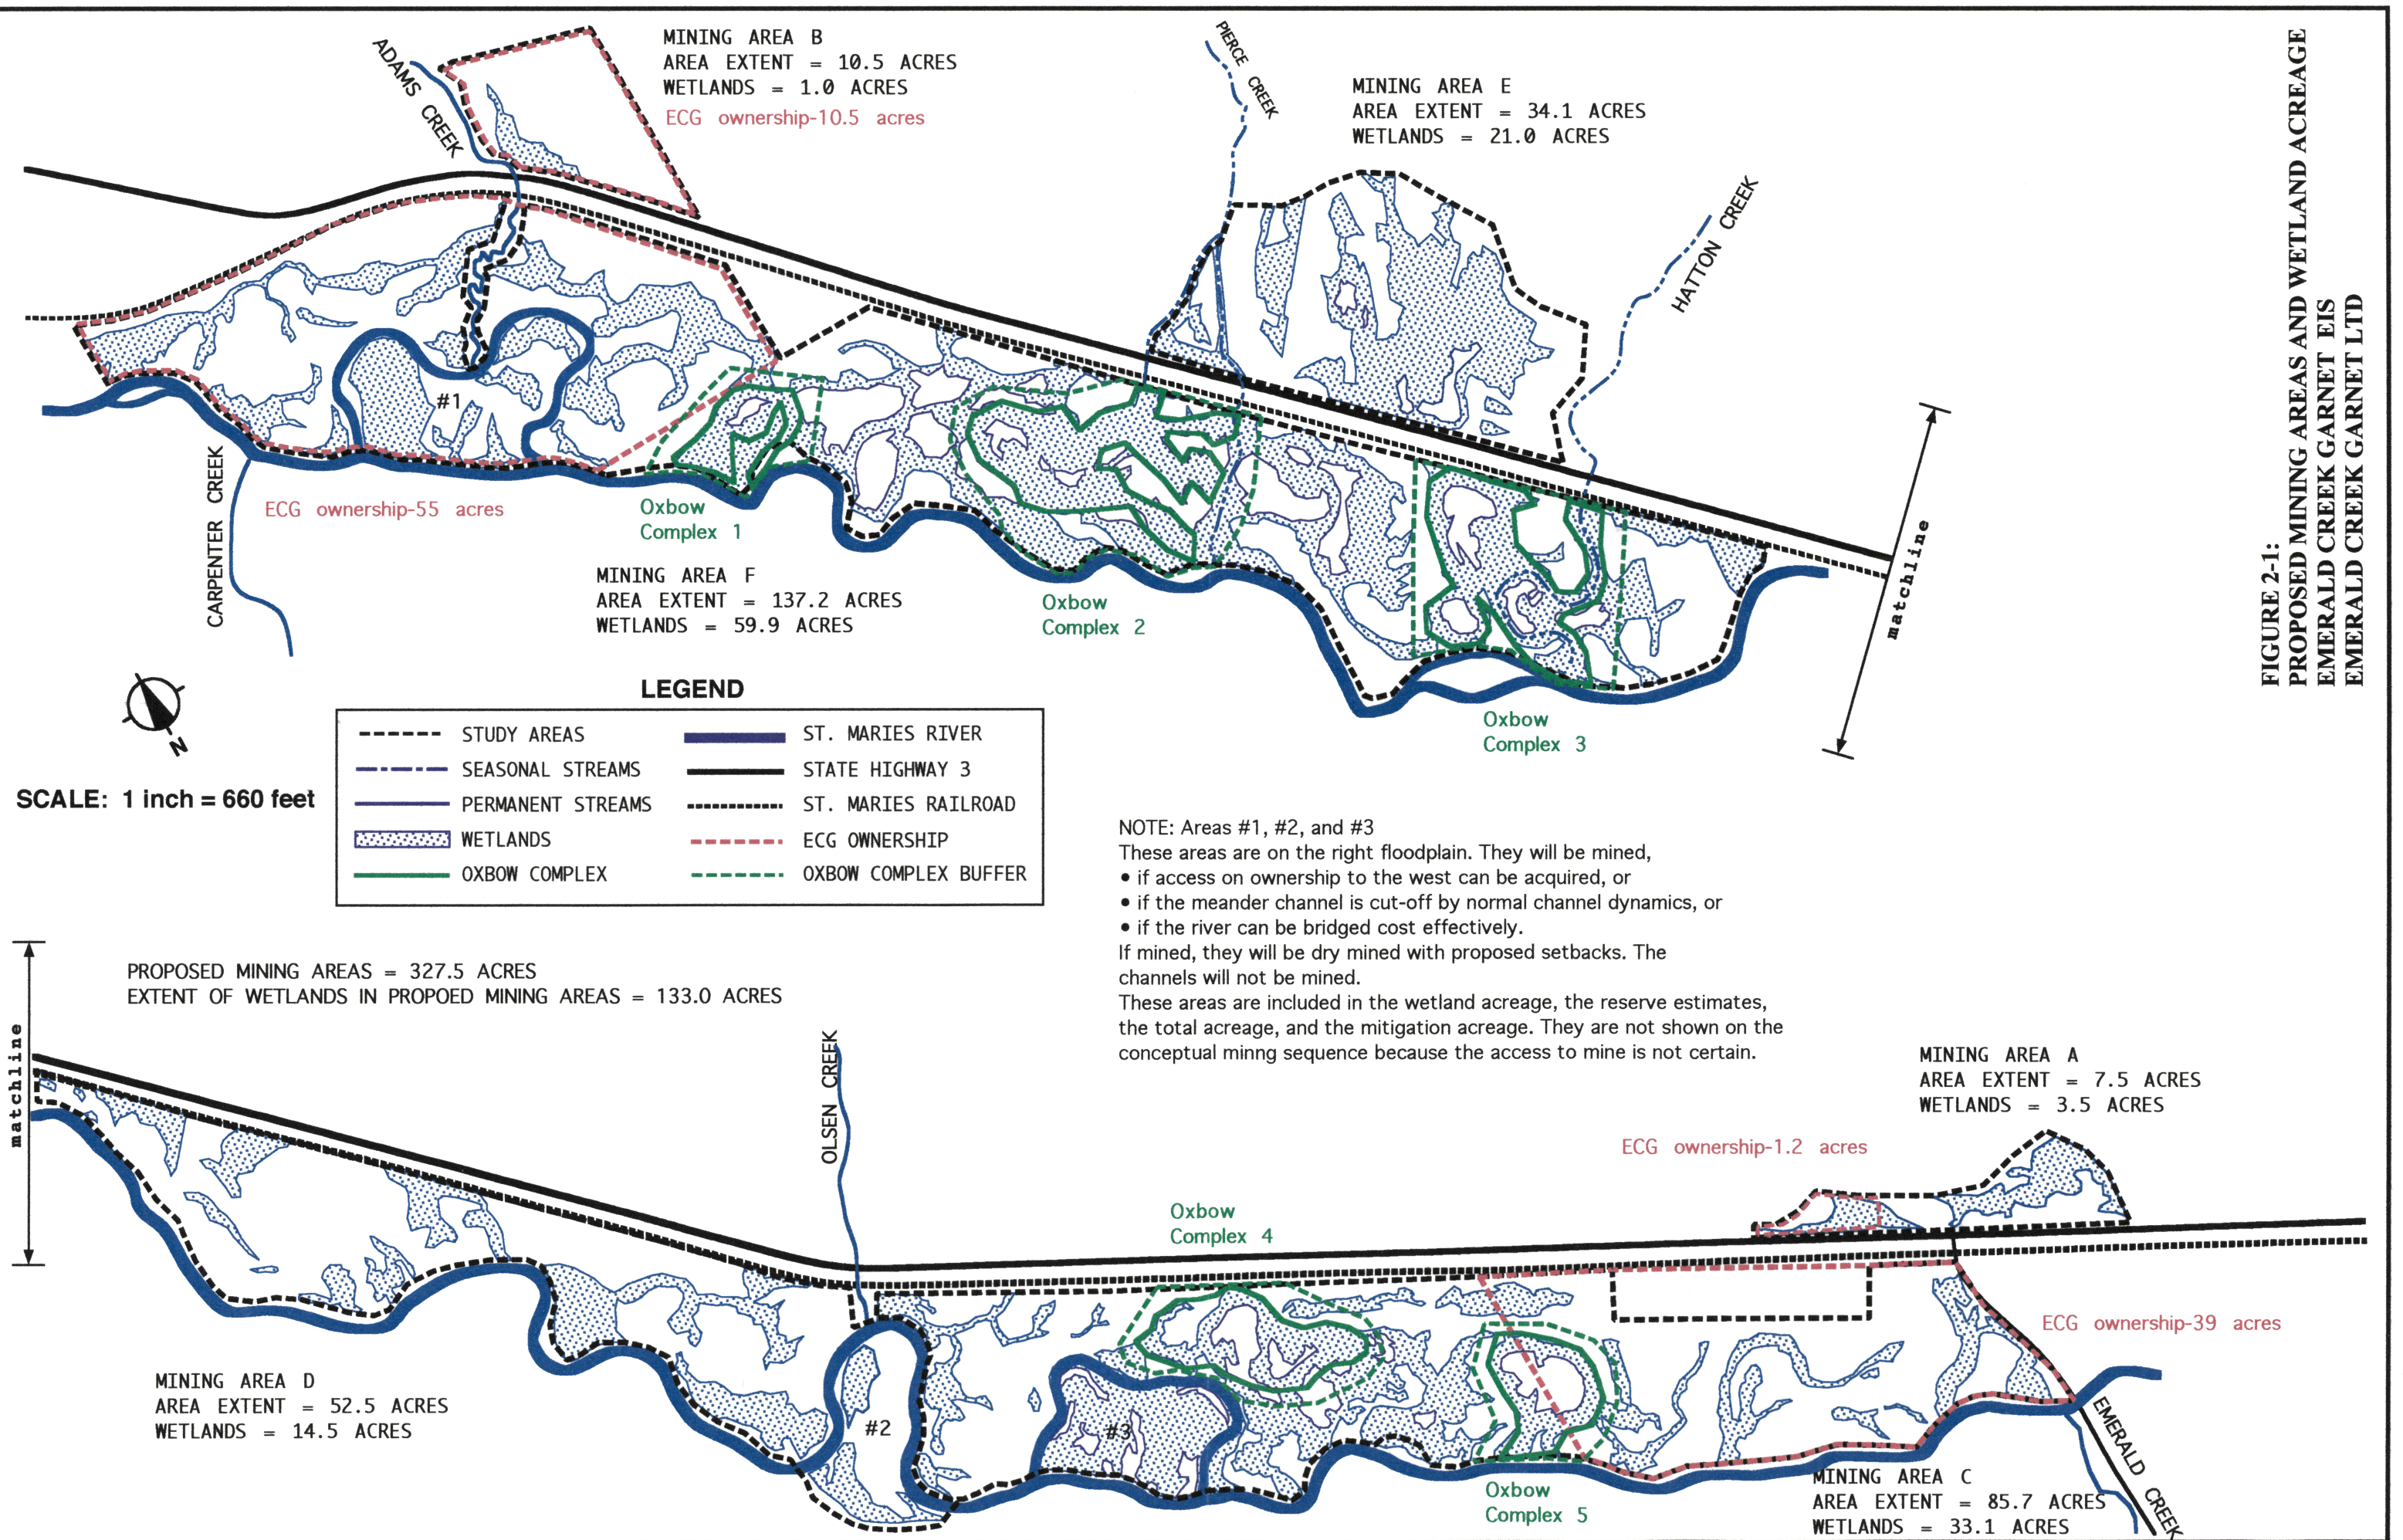 FIGURE 2-1:
PROPOSED MINING AREAS AND WETLAND ACREAGE
EMERALD CREEK GARNET EIS
EMERALD CREEK GARNET LTD
MINING AREA B
AREA EXTENT = 10.5 ACRES
WETLANDS = 1.0 ACRES
ECG ownership-10.5 acres
ADAMS CREEK
PIERCE CREEK
MINING AREA E
AREA EXTENT = 34.1 ACRES
WETLANDS = 21.0 ACRES
HATTON CREEK
#1
CARPENTER CREEK
ECG ownership-55 acres
Oxbow
Complex 1
MINING AREA F
AREA EXTENT = 137.2 ACRES
WETLANDS = 59.9 ACRES
Oxbow
Complex 2
Oxbow
Complex 3
matchline
N
SCALE: 1 inch = 660 feet
LEGEND
STUDY AREAS
SEASONAL STREAMS
PERMANENT STREAMS
WETLANDS
OXBOW COMPLEX
ST. MARIES RIVER
STATE HIGHWAY 3
ST. MARIES RAILROAD
ECG OWNERSHIP
OXBOW COMPLEX BUFFER
NOTE: Areas #1, #2, and #3
These areas are on the right floodplain. They will be mined,
• if access on ownership to the west can be acquired, or
• if the meander channel is cut-off by normal channel dynamics, or
• if the river can be bridged cost effectively.
If mined, they will be dry mined with proposed setbacks. The
channels will not be mined.
These areas are included in the wetland acreage, the reserve estimates,
the total acreage, and the mitigation acreage. They are not shown on the
conceptual minng sequence because the access to mine is not certain.
matchline
PROPOSED MINING AREAS = 327.5 ACRES
EXTENT OF WETLANDS IN PROPOED MINING AREAS = 133.0 ACRES
OLSEN CREEK
MINING AREA A
AREA EXTENT = 7.5 ACRES
WETLANDS = 3.5 ACRES
ECG ownership-1.2 acres
Oxbow
Complex 4
ECG ownership-39 acres
MINING AREA D
AREA EXTENT = 52.5 ACRES
WETLANDS = 14.5 ACRES
#2
#3
Oxbow
Complex 5
MINING AREA C
AREA EXTENT = 85.7 ACRES
WETLANDS = 33.1 ACRES
EMERALD CREEK